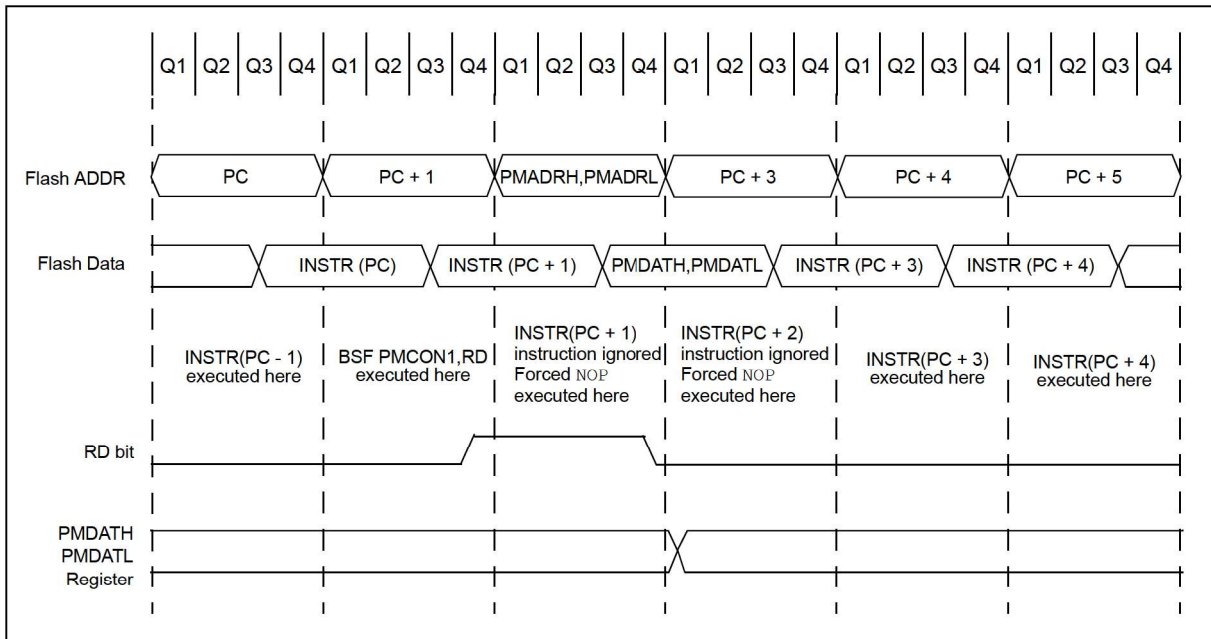 Q1 Q2 Q3 Q4 Q1 Q2 Q3 Q4 Q1 Q2 Q3 Q4 Q1 Q2 Q3 Q4 Q1 Q2 Q3 Q4 Q1 Q2 Q3 Q4
Flash ADDR PC PC + 1 PMADRH,PMADRL PC + 3 PC + 4 PC + 5
Flash Data INSTR (PC) INSTR (PC + 1) PMDATH,PMDATL INSTR (PC + 3) INSTR (PC + 4)
INSTR(PC - 1)
executed here
BSF PMCON1,RD
executed here
INSTR(PC + 1)
instruction ignored
Forced NOP
executed here
INSTR(PC + 2)
instruction ignored
Forced NOP
executed here
INSTR(PC + 3)
executed here
INSTR(PC + 4)
executed here
RD bit
PMDATH
PMDATL
Register